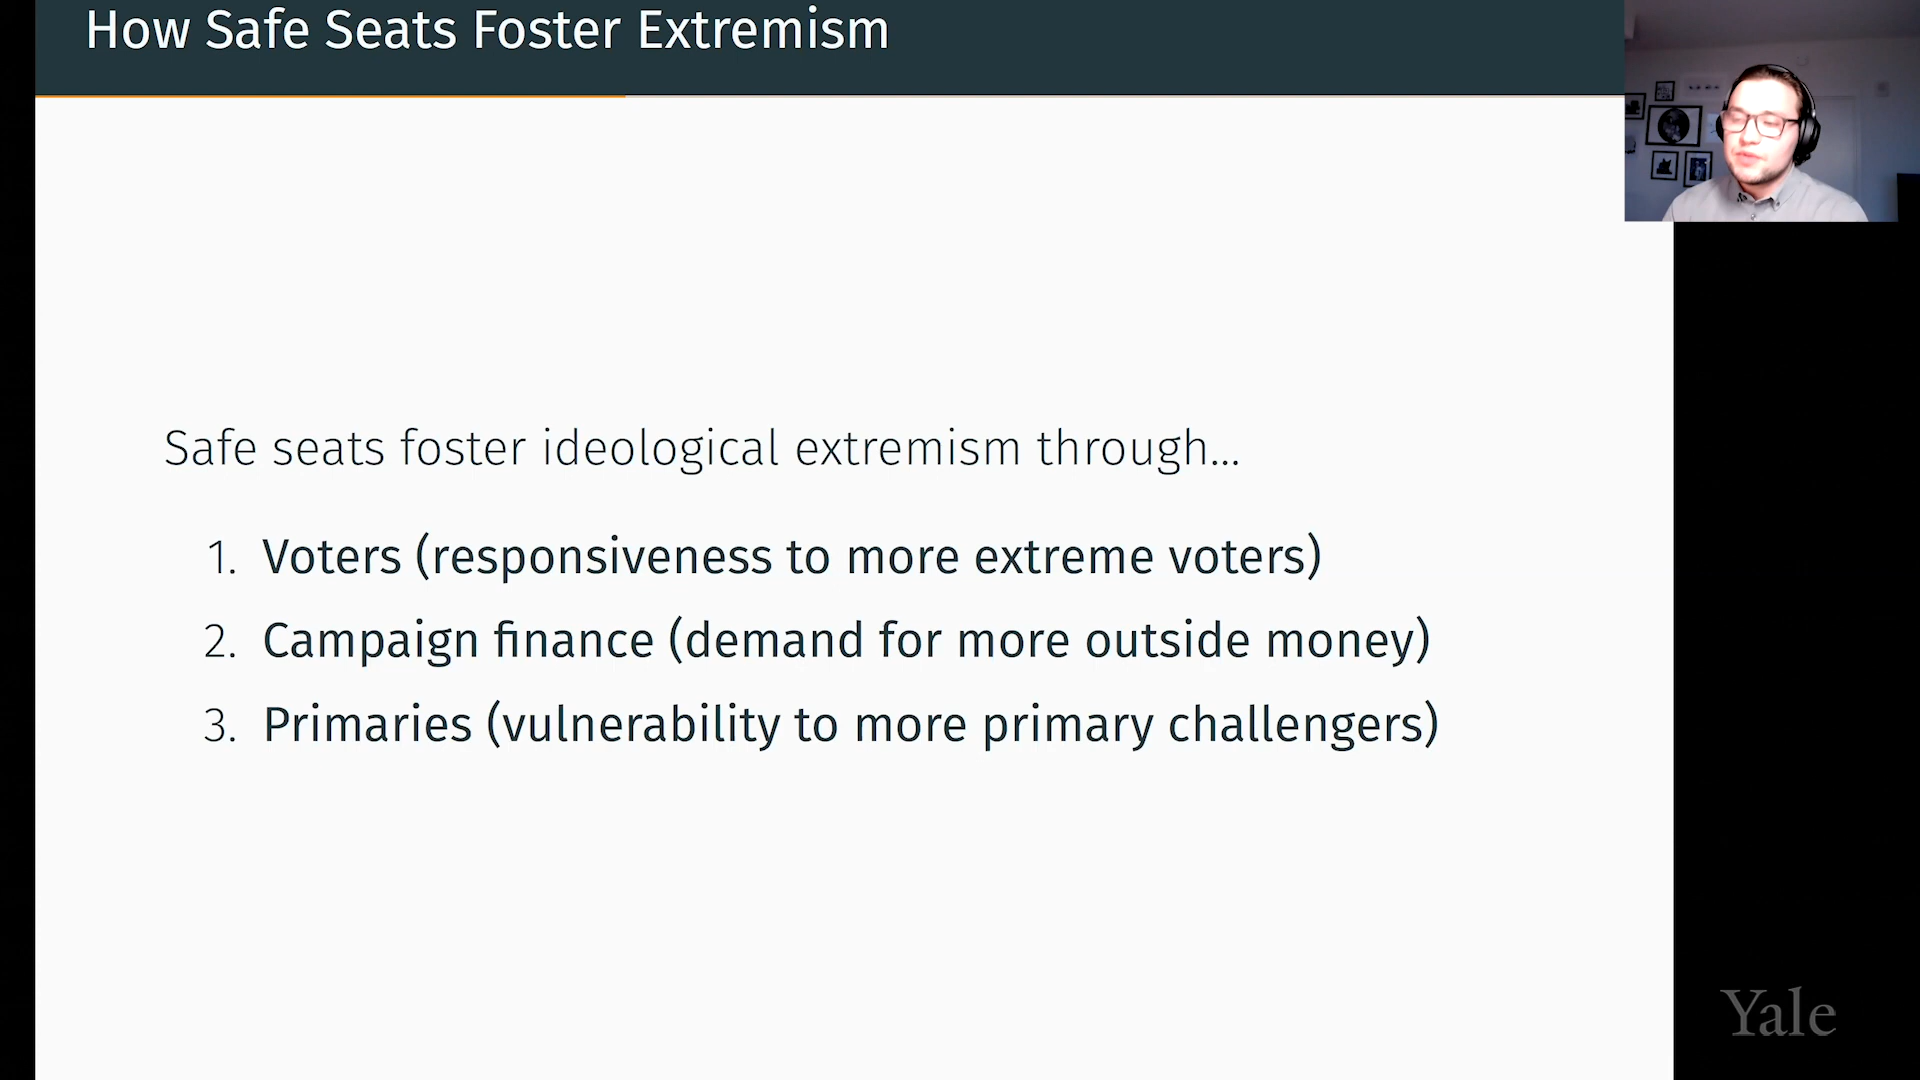 How Safe Seats Foster Extremism
Safe seats foster ideological extremism through...
1. Voters (responsiveness to more extreme voters)
2. Campaign finance (demand for more outside money)
3. Primaries (vulnerability to more primary challengers)
Yale